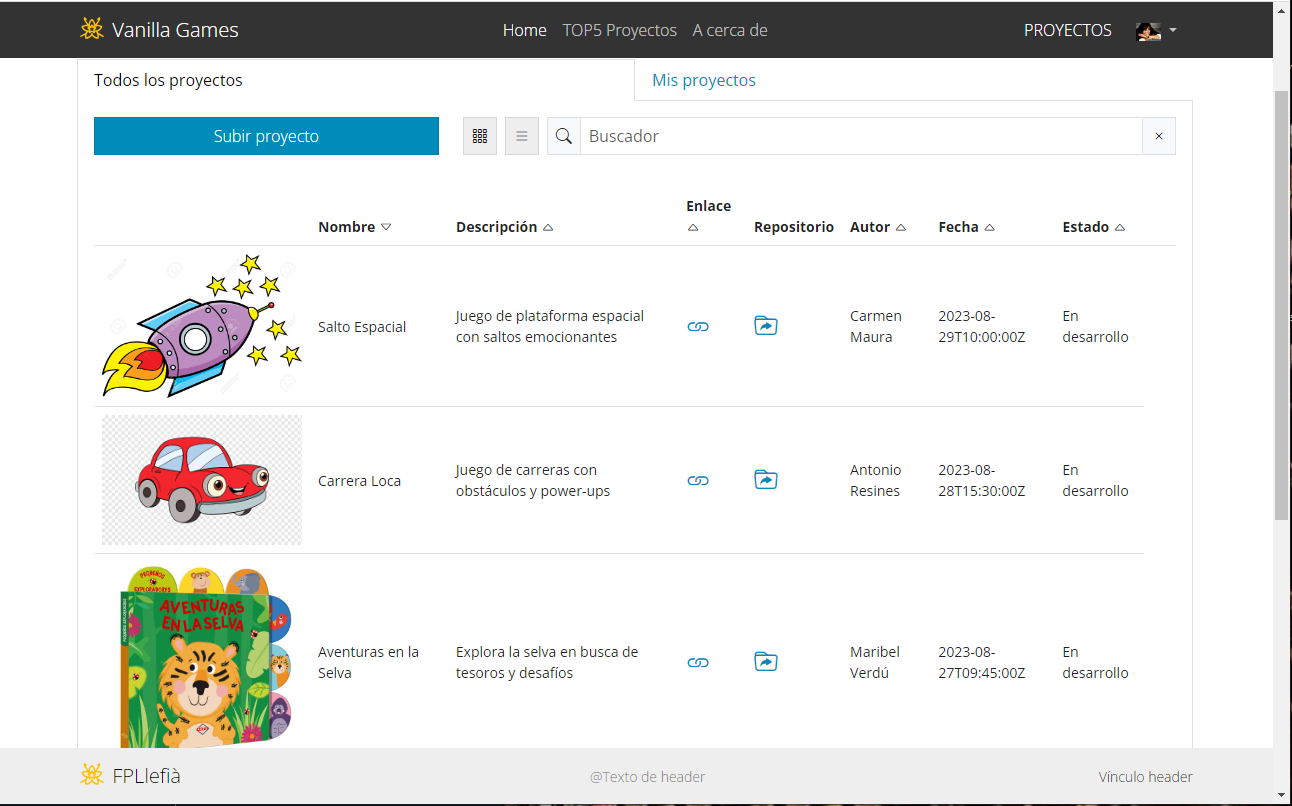 Vanilla Games
Home TOP5 Proyectos A cerca de
PROYECTOS
Todos los proyectos
Mis proyectos
Subir proyecto
Buscador
×
Nombre Descripción Enlace Repositorio Autor Fecha Estado
Salto Espacial
Juego de plataforma espacial
con saltos emocionantes
Carmen
Maura
2023-08-
29T10:00:00Z
En
desarrollo
Carrera Loca
Juego de carreras con
obstáculos y power-ups
Antonio
Resines
2023-08-
28T15:30:00Z
En
desarrollo
PEQUEÑOS
EXPLORADORES
AVENTURAS
EN LA SELVA
Aventuras en la
Selva
Explora la selva en busca de
tesoros y desafíos
Maribel
Verdú
2023-08-
27T09:45:00Z
En
desarrollo
FPLlefià
@Texto de header
Vínculo header